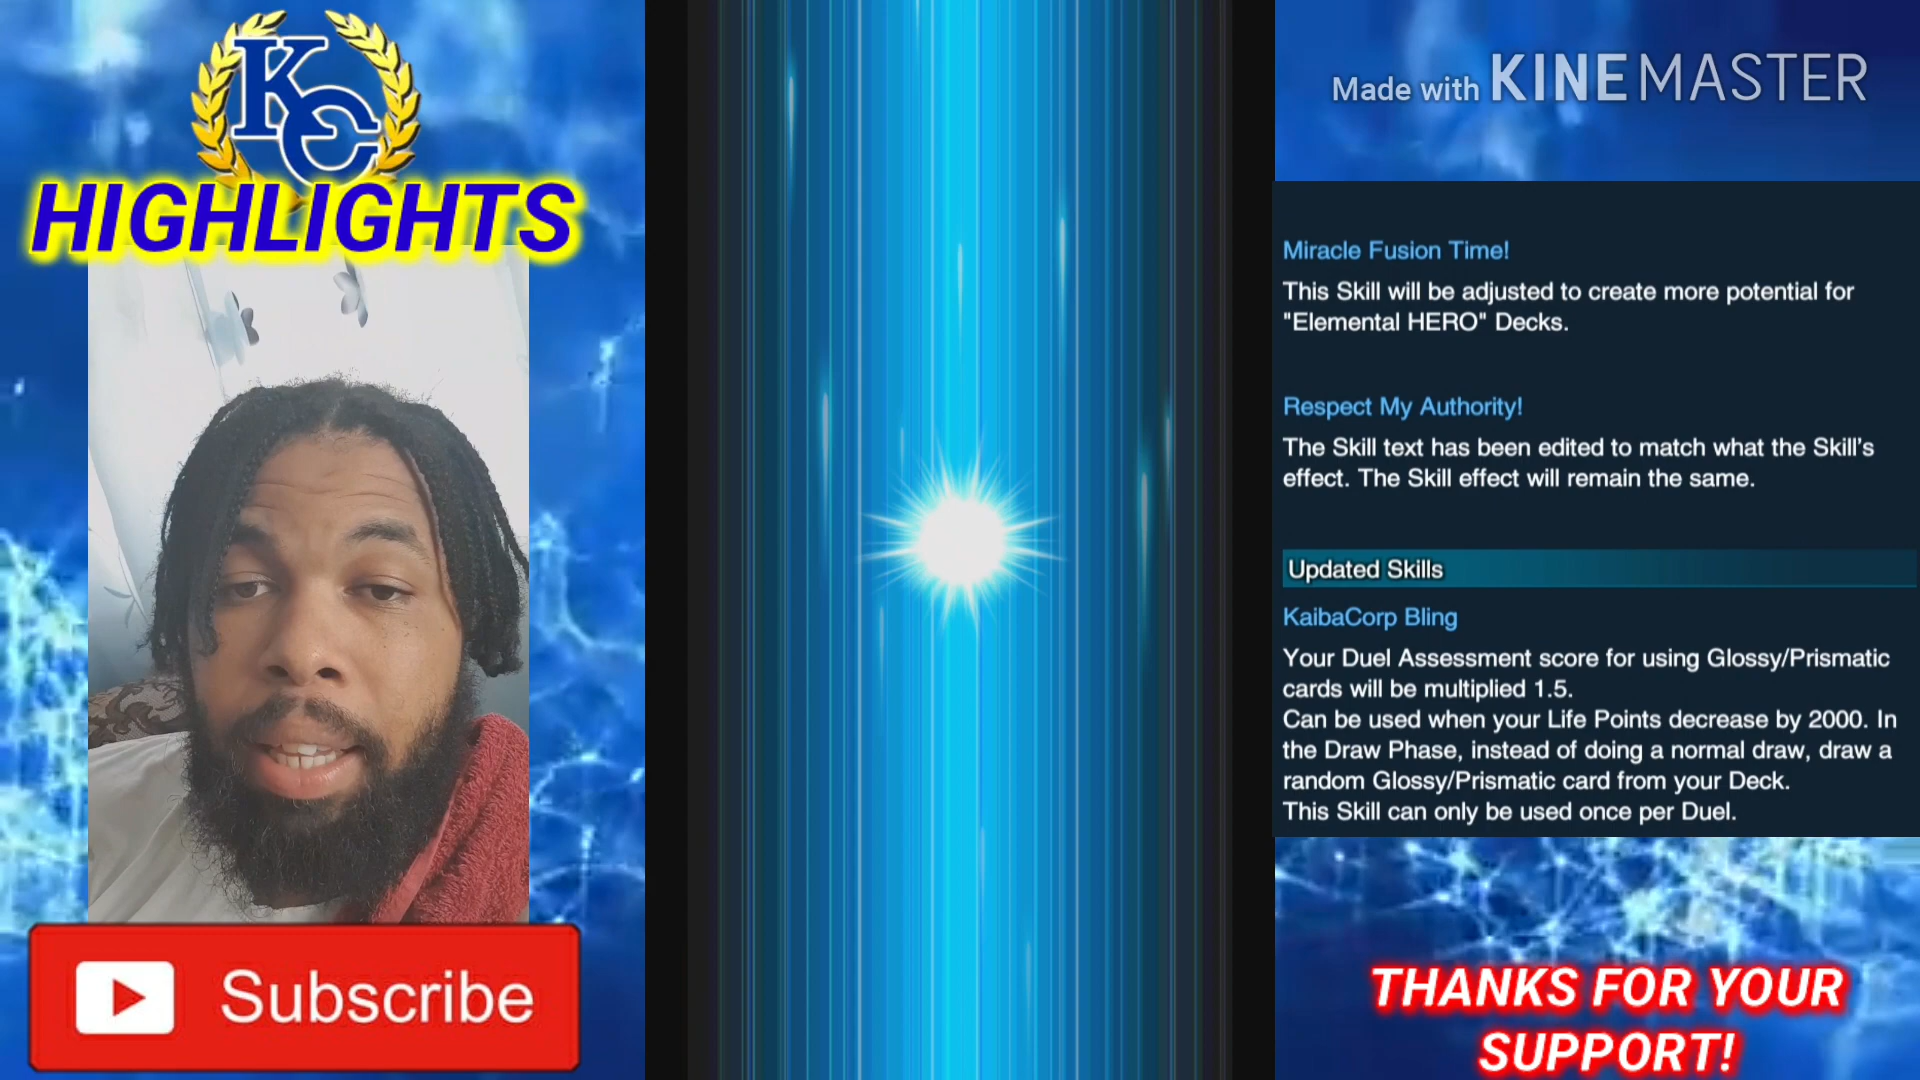 KC
HIGHLIGHTS
Subscribe
Made with KINEMASTER
Miracle Fusion Time!
This Skill will be adjusted to create more potential for
"Elemental HERO" Decks.
Respect My Authority!
The Skill text has been edited to match what the Skill's
effect. The Skill effect will remain the same.
Updated Skills
KaibaCorp Bling
Your Duel Assessment score for using Glossy/Prismatic
cards will be multiplied 1.5.
Can be used when your Life Points decrease by 2000. In
the Draw Phase, instead of doing a normal draw, draw a
random Glossy/Prismatic card from your Deck.
This Skill can only be used once per Duel.
THANKS FOR YOUR
SUPPORT!